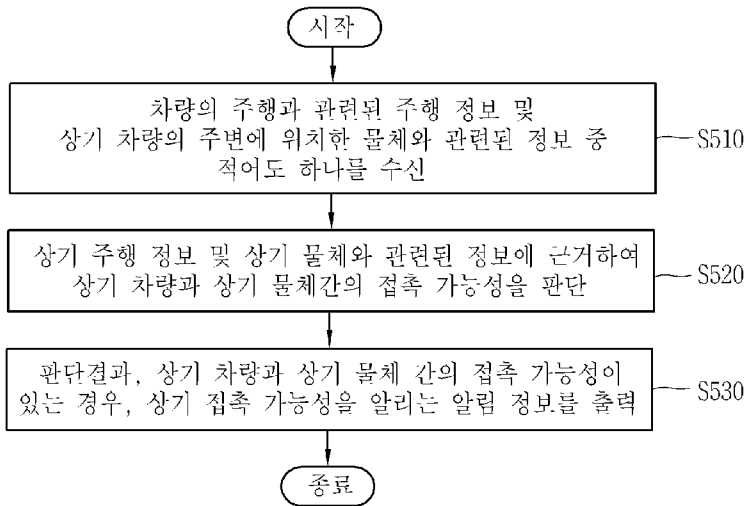 시작
차량의 주행과 관련된 주행 정보 및
상기 차량의 주변에 위치한 물체와 관련된 정보 중
적어도 하나를 수신
S510
상기 주행 정보 및 상기 물체와 관련된 정보에 근거하여
상기 차량과 상기 물체간의 접촉 가능성을 판단
S520
판단결과, 상기 차량과 상기 물체 간의 접촉 가능성이
있는 경우, 상기 접촉 가능성을 알리는 알림 정보를 출력
S530
종료